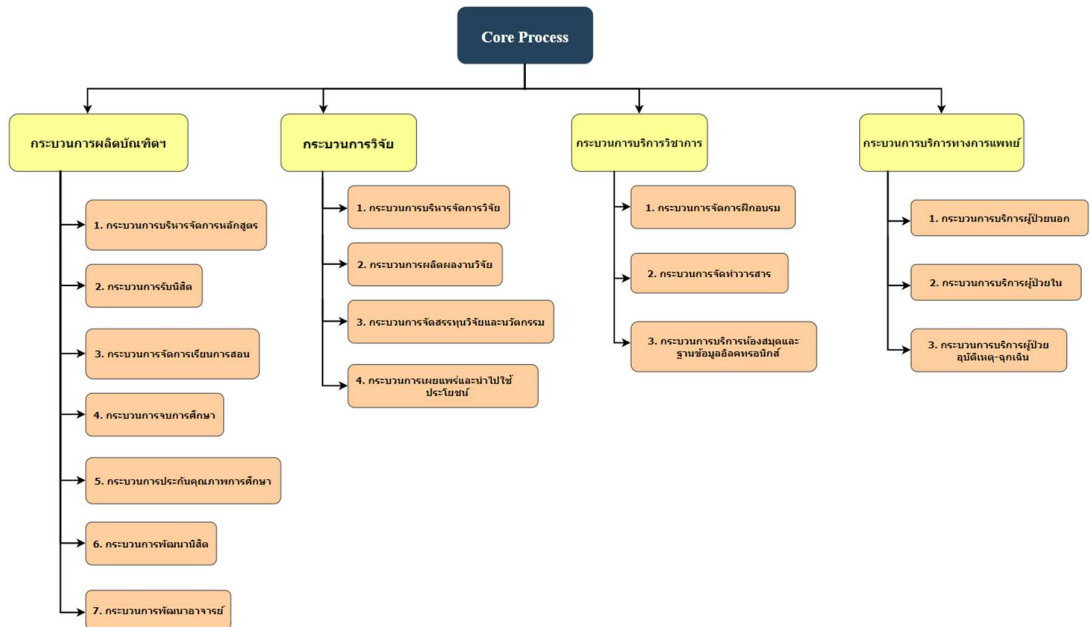 Core Process
กระบวนการผลิตบัณฑิตฯ
1. กระบวนการบริหารจัดการหลักสูตร
2. กระบวนการรับนิสิต
3. กระบวนการจัดการเรียนการสอน
4. กระบวนการจบการศึกษา
5. กระบวนการประกันคุณภาพการศึกษา
6. กระบวนการพัฒนานิสิต
7. กระบวนการพัฒนาอาจารย์
กระบวนการวิจัย
1. กระบวนการบริหารจัดการวิจัย
2. กระบวนการผลิตผลงานวิจัย
3. กระบวนการจัดสรรทุนวิจัยและนวัตกรรม
4. กระบวนการเผยแพร่และนำไปใช้
ประโยชน์
กระบวนการบริการวิชาการ
1. กระบวนการจัดการฝึกอบรม
2. กระบวนการจัดทำวารสาร
3. กระบวนการบริการห้องสมุดและ
ฐานข้อมูลอิลคทรอนิกส์
กระบวนการบริการทางการแพทย์
1. กระบวนการบริการผู้ป่วยนอก
2. กระบวนการบริการผู้ป่วยใน
3. กระบวนการบริการผู้ป่วย
อุบัติเหตุ-ฉุกเฉิน